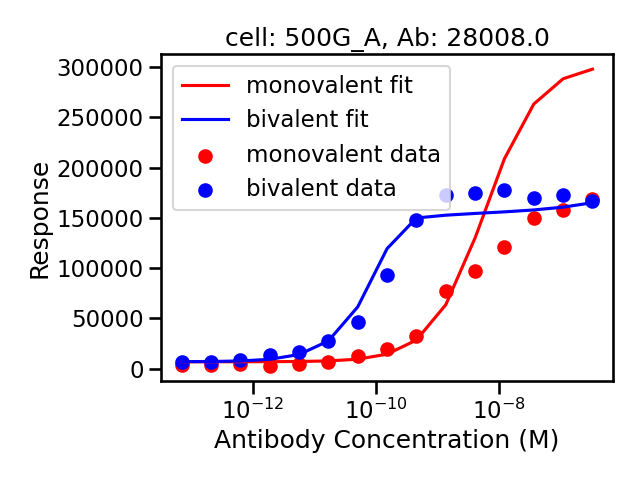 cell: 500G_A, Ab: 28008.0
300000
250000
200000
150000
100000
50000
0
Response
monovalent fit
bivalent fit
monovalent data
bivalent data
10⁻¹² 10⁻¹⁰ 10⁻⁸
Antibody Concentration (M)